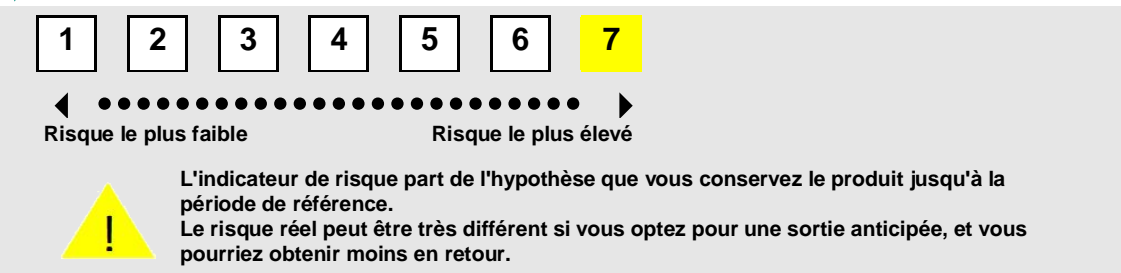 1 2 3 4 5 6 7
Risque le plus faible Risque le plus élevé
L'indicateur de risque part de l'hypothèse que vous conservez le produit jusqu'à la
période de référence.
Le risque réel peut être très différent si vous optez pour une sortie anticipée, et vous
pourriez obtenir moins en retour.
!